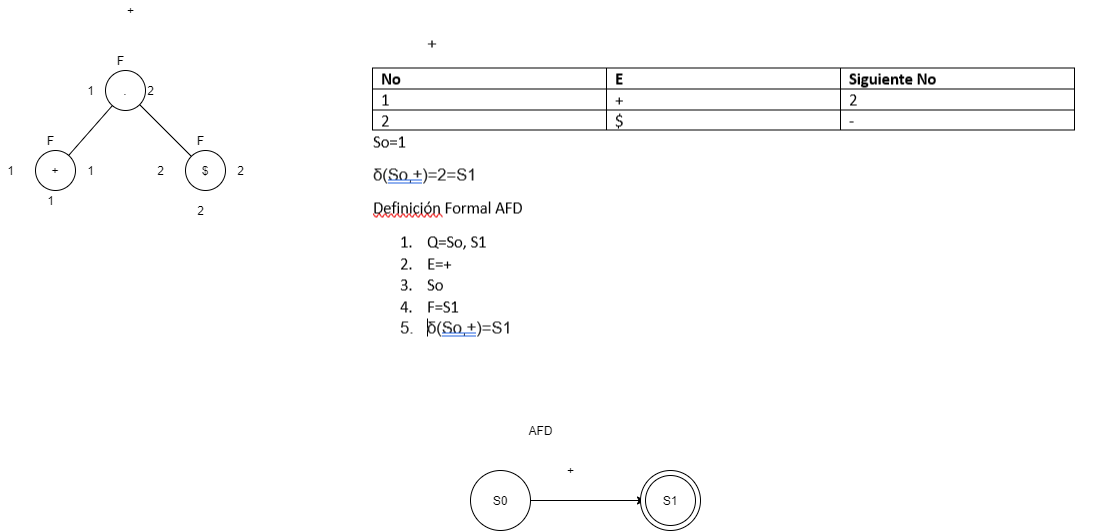 +
F
1 . 2
F F
1 + 1 2 $ 2
1 2
+
No E Siguiente No
1 + 2
2 $ -
So=1
δ(So,+)=2=S1
Definición Formal AFD
1. Q=So, S1
2. E=+
3. So
4. F=S1
5. δ(So,+)=S1
AFD
+
S0 S1